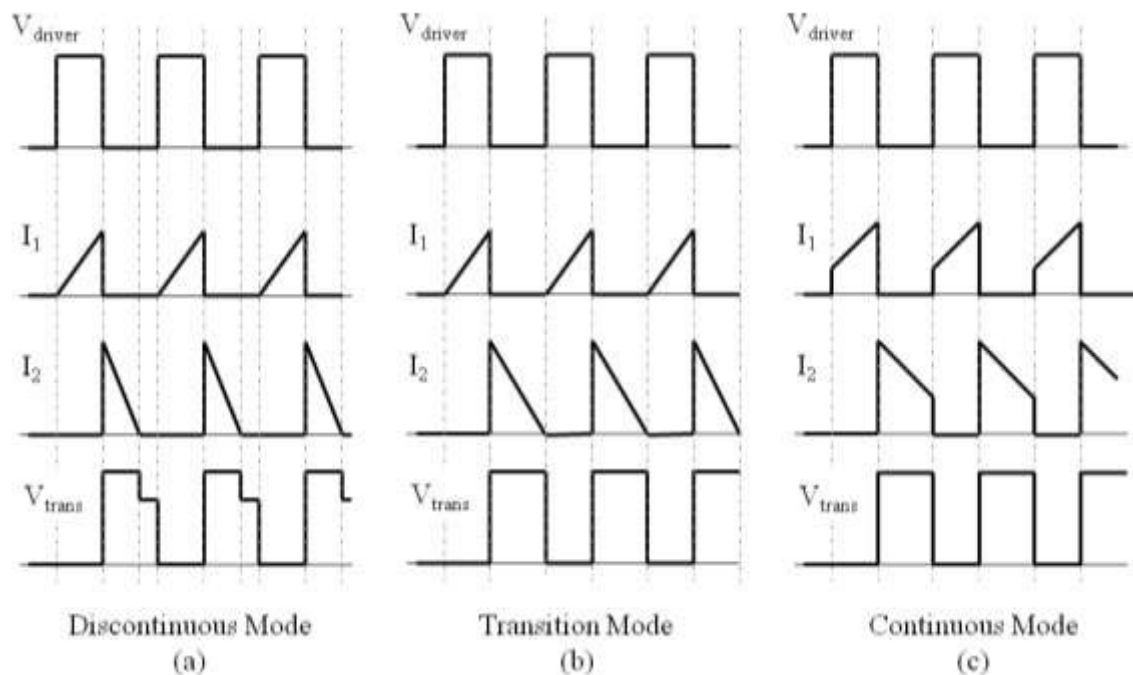 V_driver
I_1
I_2
V_trans
Discontinuous Mode
(a)
V_driver
I_1
I_2
V_trans
Transition Mode
(b)
V_driver
I_1
I_2
V_trans
Continuous Mode
(c)